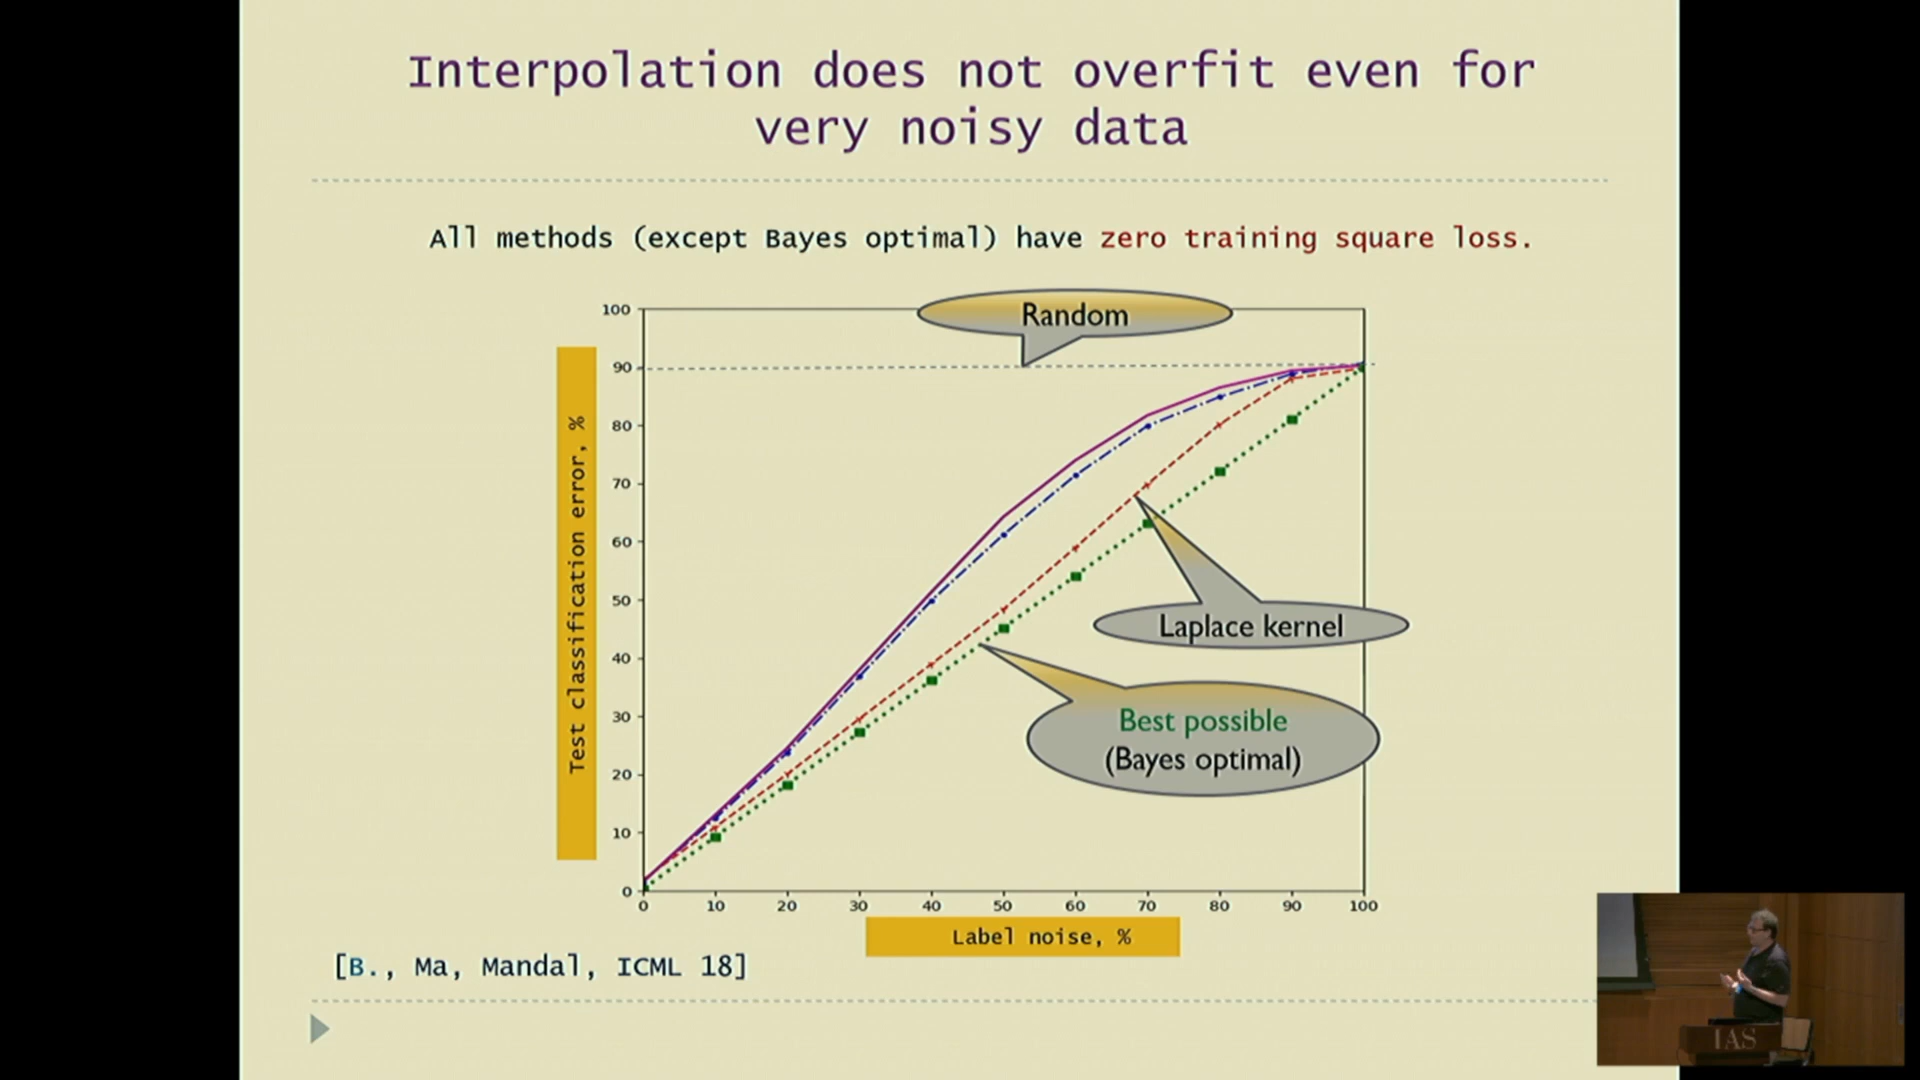 Interpolation does not overfit even for
very noisy data
All methods (except Bayes optimal) have zero training square loss.
Test classification error, %
100
90
80
70
60
50
40
30
20
10
0
Random
Laplace kernel
Best possible
(Bayes optimal)
0 10 20 30 40 50 60 70 80 90 100
Label noise, %
[B., Ma, Mandal, ICML 18]
IAS